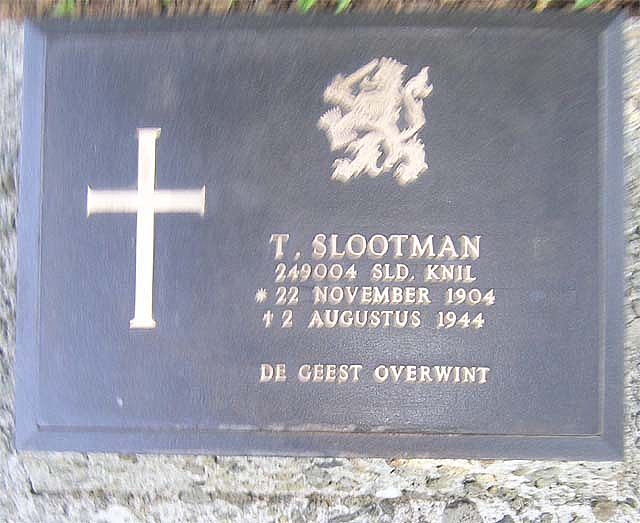 T. SLOOTMAN
249004 SLD. KNIL
* 22 NOVEMBER 1904
✝ 2 AUGUSTUS 1944
DE GEEST OVERWINT